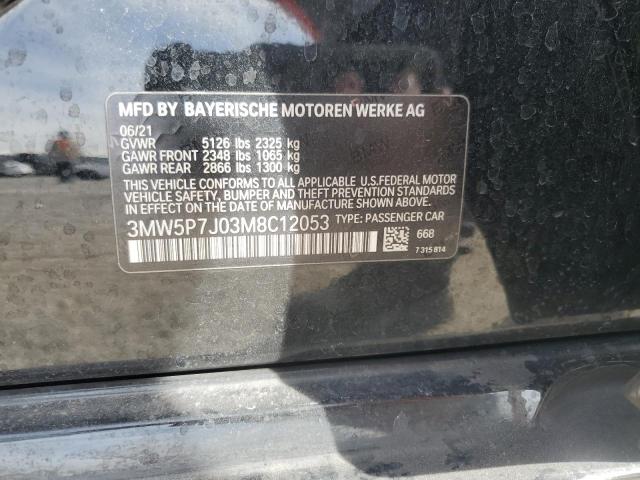 MFD BY BAYERISCHE MOTOREN WERKE AG
06/21
GVWR 5126 lbs 2325 kg
GAWR FRONT 2348 lbs 1065 kg
GAWR REAR 2866 lbs 1300 kg
THIS VEHICLE CONFORMS TO ALL APPLICABLE U.S.FEDERAL MOTOR
VEHICLE SAFETY, BUMPER AND THEFT PREVENTION STANDARDS
IN EFFECT ON THE DATE OF MANUFACTURE SHOWN ABOVE.
3MW5P7J03M8C12053 TYPE: PASSENGER CAR
668
7 315 814